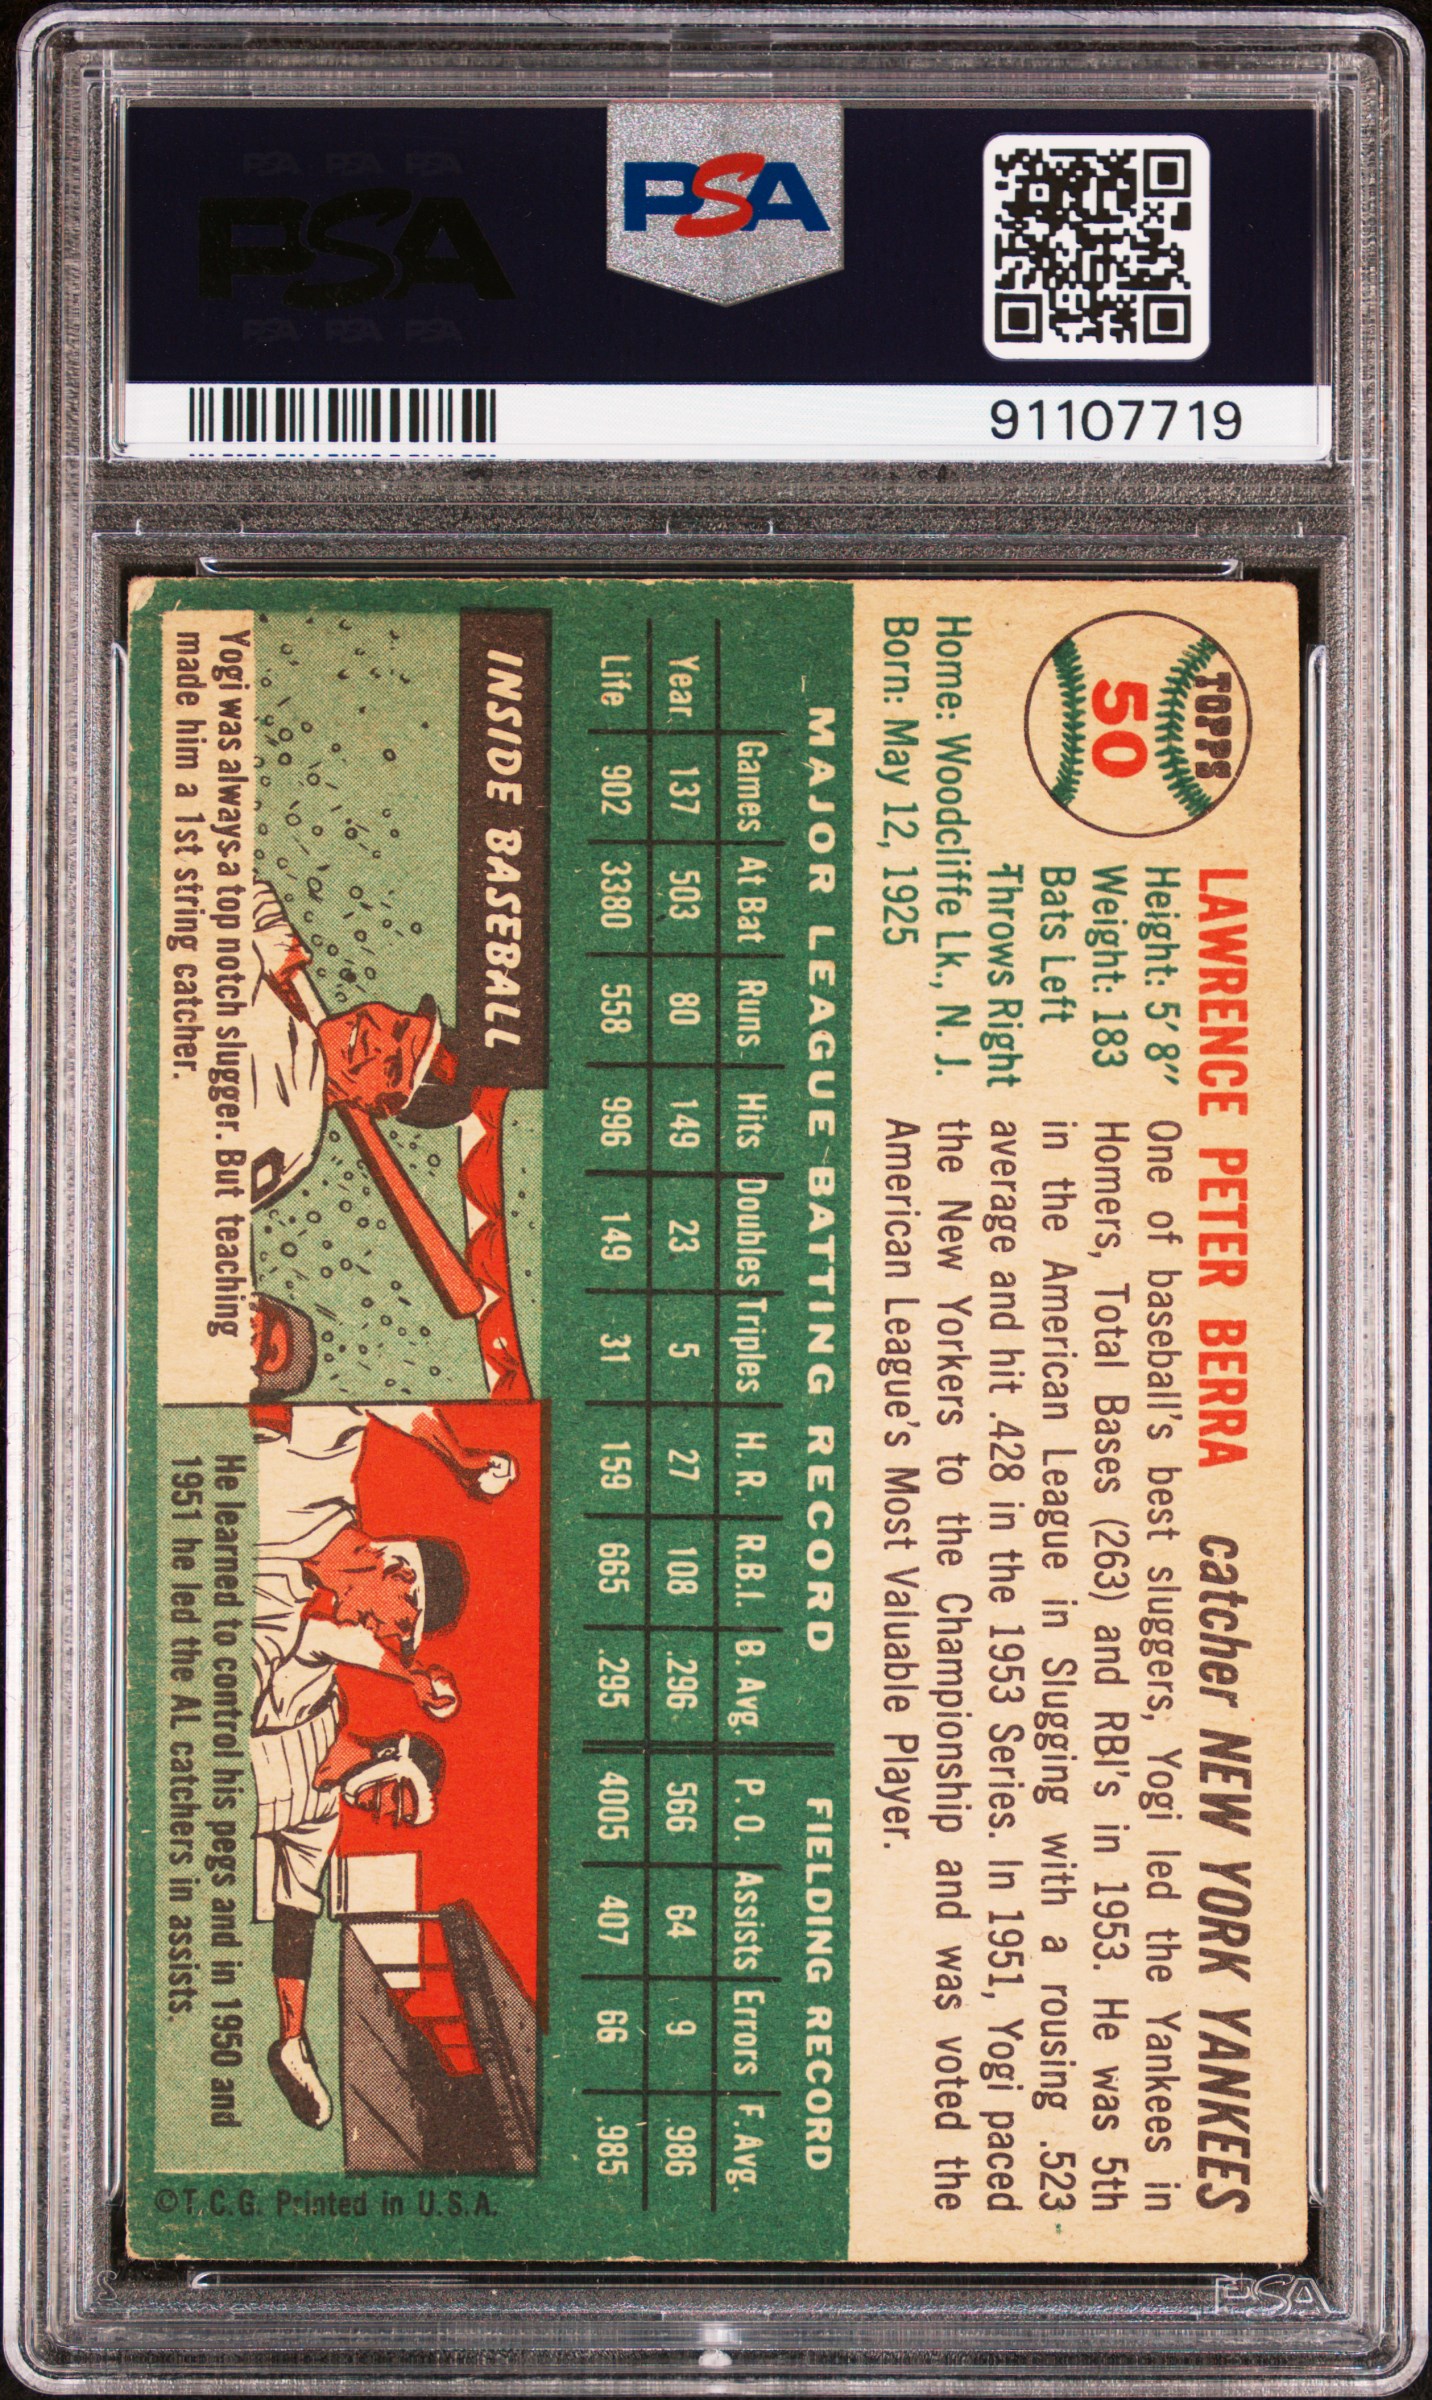 PSA PSA PSA
PSA
PSA PSA PSA
PSA
91107719
TOPPS
50
LAWRENCE PETER BERRA catcher NEW YORK YANKEES
Height: 5' 8"
Weight: 183
Bats Left
Throws Right
Home: Woodcliffe Lk., N. J.
Born: May 12, 1925
One of baseball's best sluggers, Yogi led the Yankees in
Homers, Total Bases (263) and RBI's in 1953. He was 5th
in the American League in Slugging with a rousing .523
average and hit .428 in the 1953 Series. In 1951, Yogi paced
the New Yorkers to the Championship and was voted the
American League's Most Valuable Player.
MAJOR LEAGUE BATTING RECORD FIELDING RECORD
Games At Bat Runs Hits Doubles Triples H. R. R.B.I. B. Avg. P. O. Assists Errors F. Avg.
Year 137 503 80 149 23 5 27 108 .296 566 64 9 .986
Life 902 3380 558 996 149 31 159 665 .295 4005 407 66 .985
INSIDE BASEBALL
Yogi was always a top notch slugger. But teaching
made him a 1st string catcher.
He learned to control his pegs and in 1950 and
1951 he led the AL catchers in assists.
©T.C.G. Printed in U.S.A.
PSA